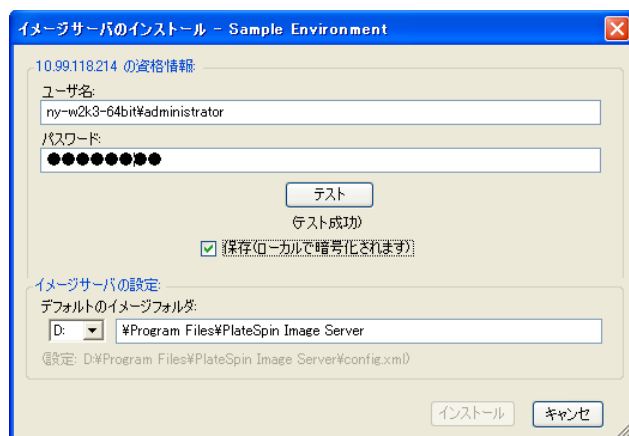 イメージサーバのインストール - Sample Environment
10.99.118.214 の資格情報:
ユーザ名:
ny-w2k3-64bit¥administrator
パスワード:
●●●●●●●●
テスト
(テスト成功)
保存(ローカルで暗号化されます)
イメージサーバの設定:
デフォルトのイメージフォルダ:
D: ¥Program Files¥PlateSpin Image Server
(設定: D:¥Program Files¥PlateSpin Image Server¥config.xml)
インストール キャンセ